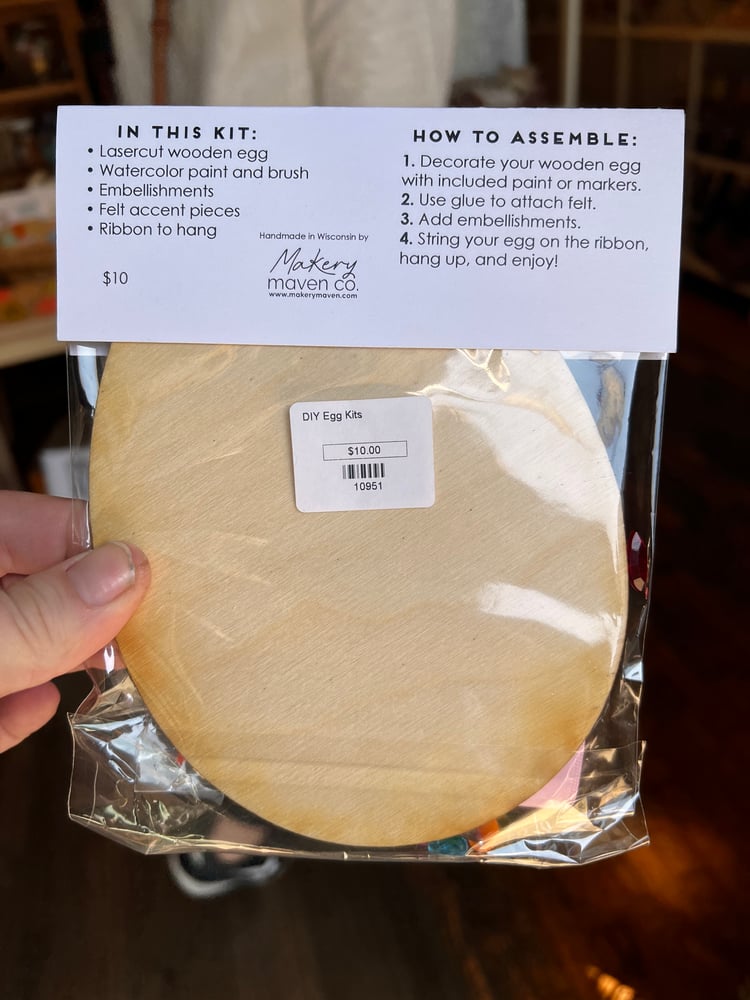 IN THIS KIT:
• Lasercut wooden egg
• Watercolor paint and brush
• Embellishments
• Felt accent pieces
• Ribbon to hang
$10
Handmade in Wisconsin by
Makery
maven co.
www.makerymaven.com
HOW TO ASSEMBLE:
1. Decorate your wooden egg
with included paint or markers.
2. Use glue to attach felt.
3. Add embellishments.
4. String your egg on the ribbon,
hang up, and enjoy!
DIY Egg Kits
$10.00
10951